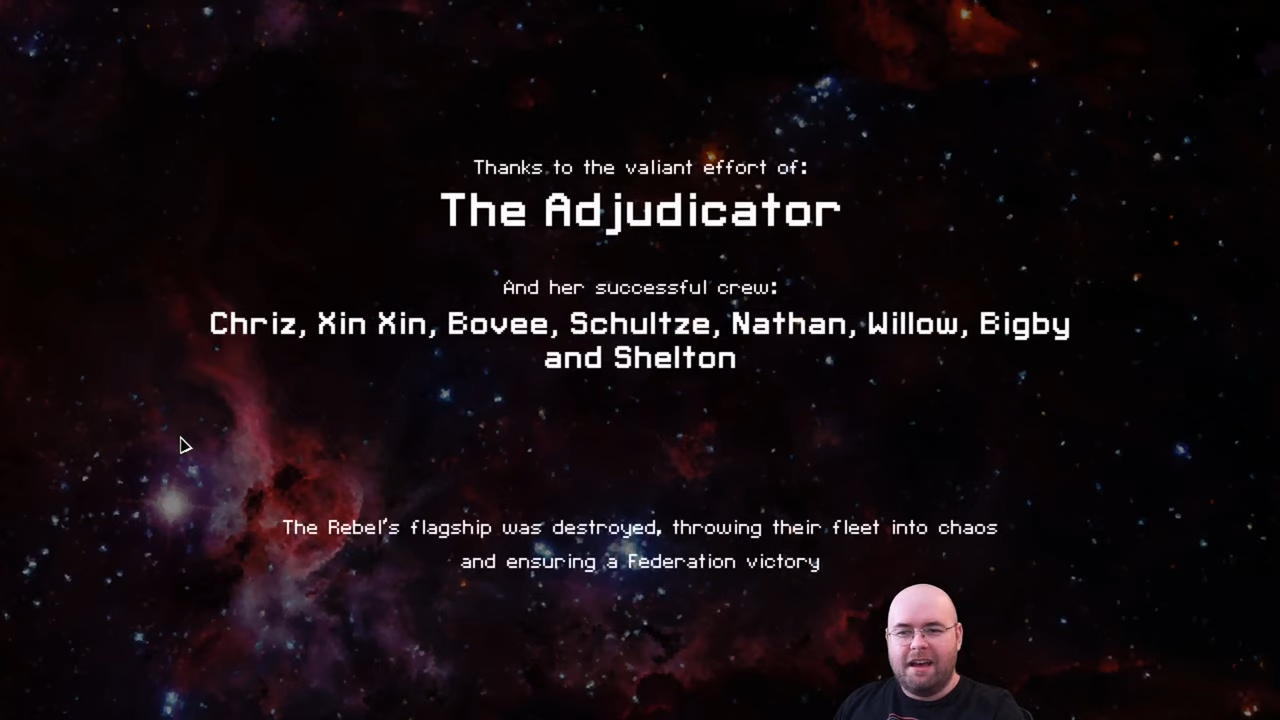 Thanks to the valiant effort of:
The Adjudicator
And her successful crew:
Chriz, Xin Xin, Bovee, Schultze, Nathan, Willow, Bigby
and Shelton
The Rebel's flagship was destroyed, throwing their fleet into chaos
and ensuring a Federation victory